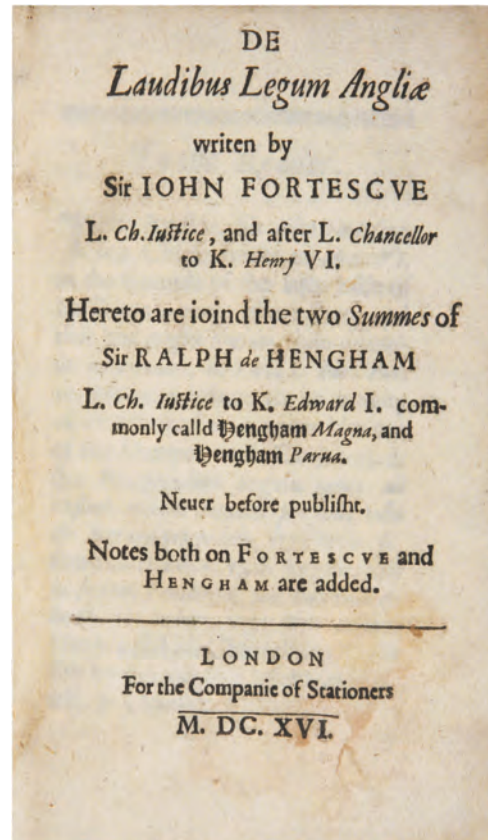 DE
Laudibus Legum Angliæ
writen by
Sir IOHN FORTESCVE
L. Ch. Iustice, and after L. Chancellor
to K. Henry VI.
Hereto are ioind the two Summes of
Sir RALPH de HENGHAM
L. Ch. Iustice to K. Edward I. com-
monly calld Hengham Magna, and
Hengham Parua.
Neuer before publisht.
Notes both on FORTESCVE and
HENGHAM are added.
LONDON
For the Companie of Stationers
M. DC. XVI.